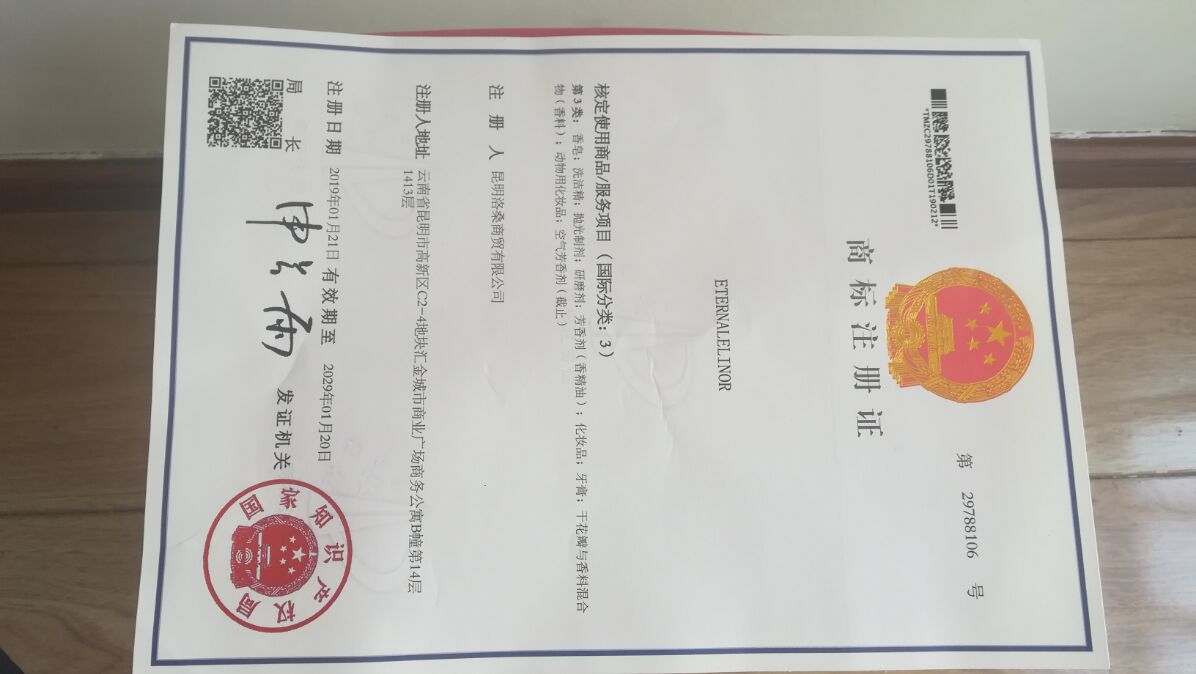 *TMZC29788106D01T190212*
第 29788106 号
商标注册证
ETERNALELINOR
核定使用商品/服务项目（国际分类：3）
第3类：香皂；洗洁精；抛光制剂；研磨剂；芳香剂（香精油）；化妆品；牙膏；干花瓣与香料混合
物（香料）；动物用化妆品；空气芳香剂（截止）
注册人 昆明洛桑商贸有限公司
注册人地址 云南省昆明市高新区C2-4地块汇金城市商业广场商务公寓B幢第14层
1413层
注册日期 2019年01月21日 有效期至 2029年01月20日
局长 申长雨 发证机关
国家知识产权局